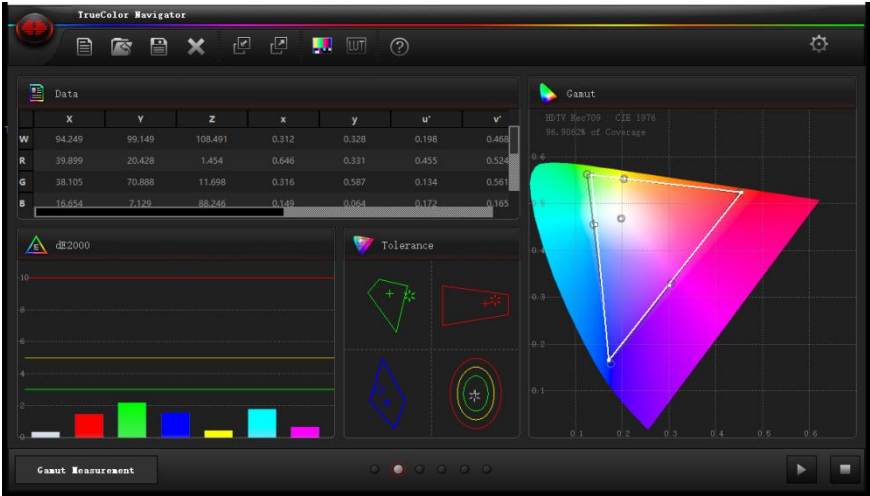 TrueColor Navigator
LUT
Data
X Y Z x y u' v'
W 94.249 99.149 108.491 0.312 0.328 0.198 0.468
R 39.899 20.428 1.454 0.646 0.331 0.455 0.524
G 38.105 70.888 11.698 0.316 0.587 0.134 0.561
B 16.654 7.129 88.246 0.149 0.064 0.172 0.165
Gamut
HDTV Rec709 : CIE 1976
96.9062% of Coverage
0.6
0.5
0.4
0.3
0.2
0.1
0.1 0.2 0.3 0.4 0.5 0.6
E
dE2000
10
8
6
4
2
0
Tolerance
Gamut Measurement